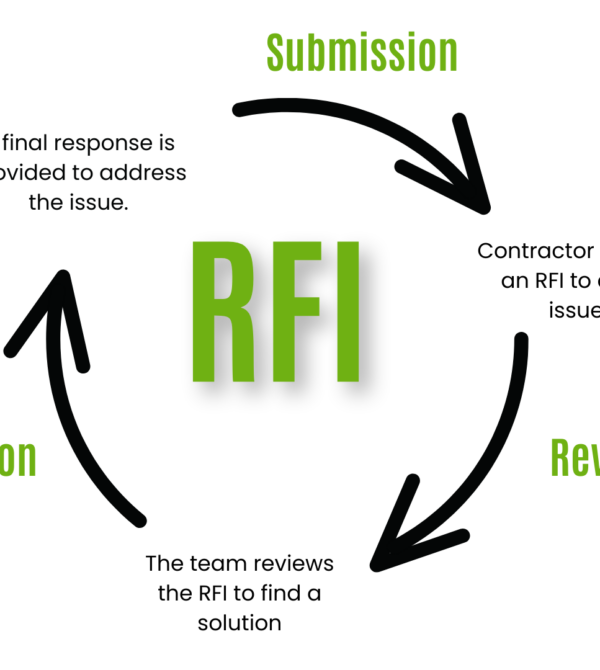 Submission
final response is
ovided to address
the issue.
Contractor
an RFI to
issue
RFI
on
Rev
The team reviews
the RFI to find a
solution